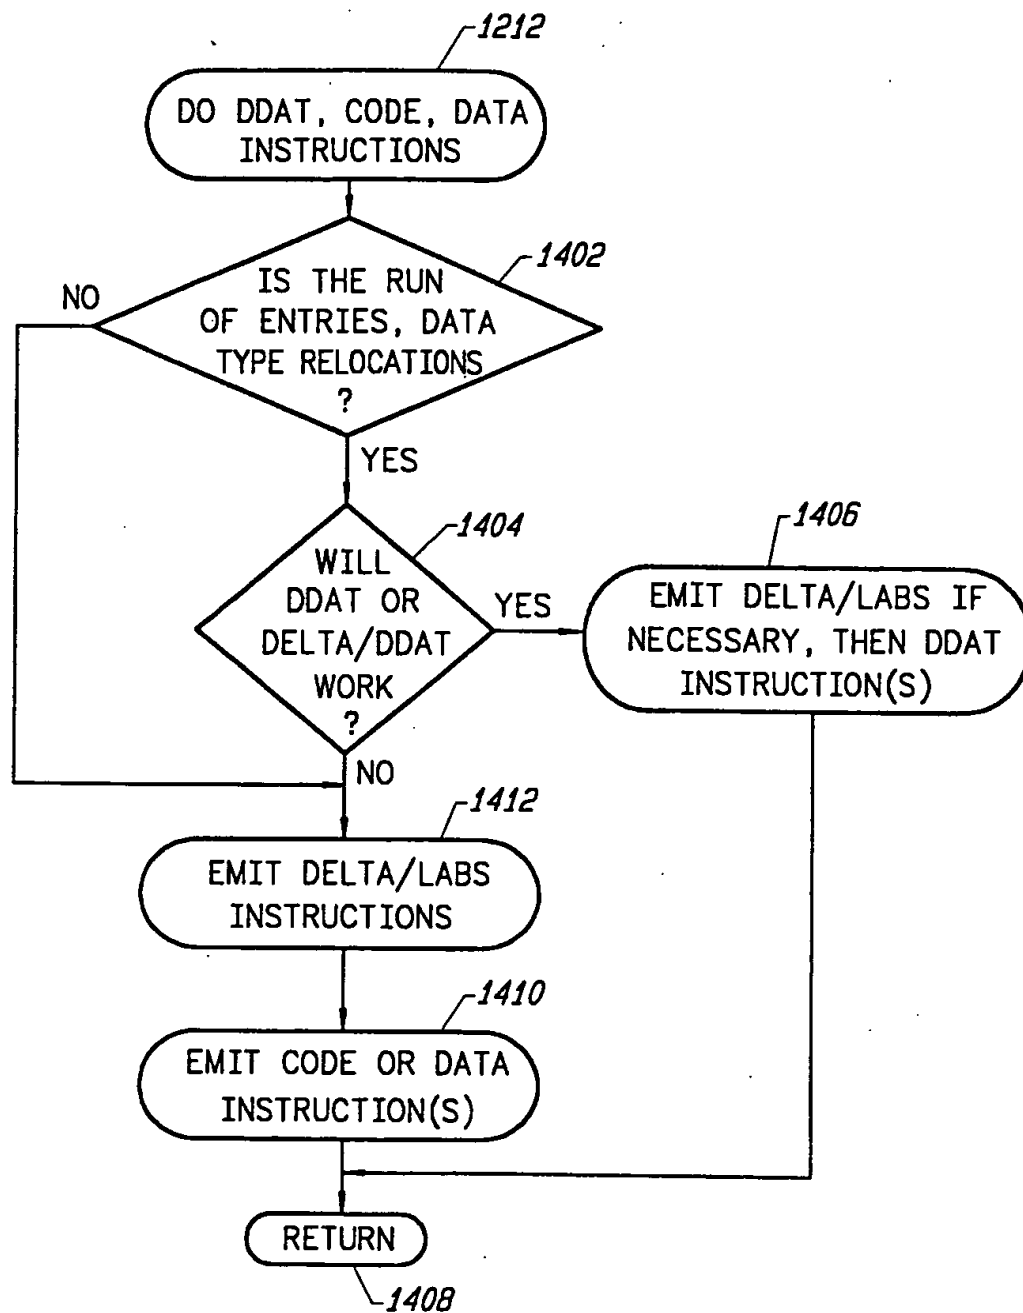 1212
DO DDAT, CODE, DATA
INSTRUCTIONS
1402
IS THE RUN
OF ENTRIES, DATA
TYPE RELOCATIONS
?
NO
YES
1404
WILL
DDAT OR
DELTA/DDAT
WORK
?
YES
1406
EMIT DELTA/LABS IF
NECESSARY, THEN DDAT
INSTRUCTION(S)
NO
1412
EMIT DELTA/LABS
INSTRUCTIONS
1410
EMIT CODE OR DATA
INSTRUCTION(S)
RETURN
1408